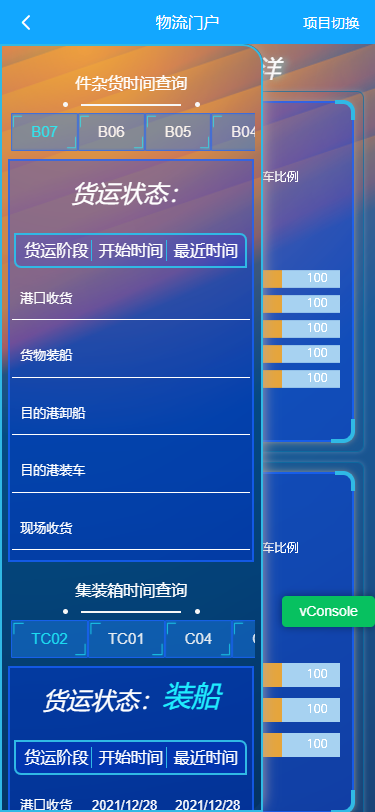 物流门户
项目切换
洋
件杂货时间查询
B07 B06 B05 B04
车比例
货运状态：
货运阶段 开始时间 最近时间
100
港口收货
100
100
100
货物装船
100
目的港卸船
目的港装车
现场收货
车比例
集装箱时间查询
vConsole
TC02 TC01 C04
100
货运状态：装船
100
货运阶段 开始时间 最近时间
100
港口收货 2021/12/28 2021/12/28